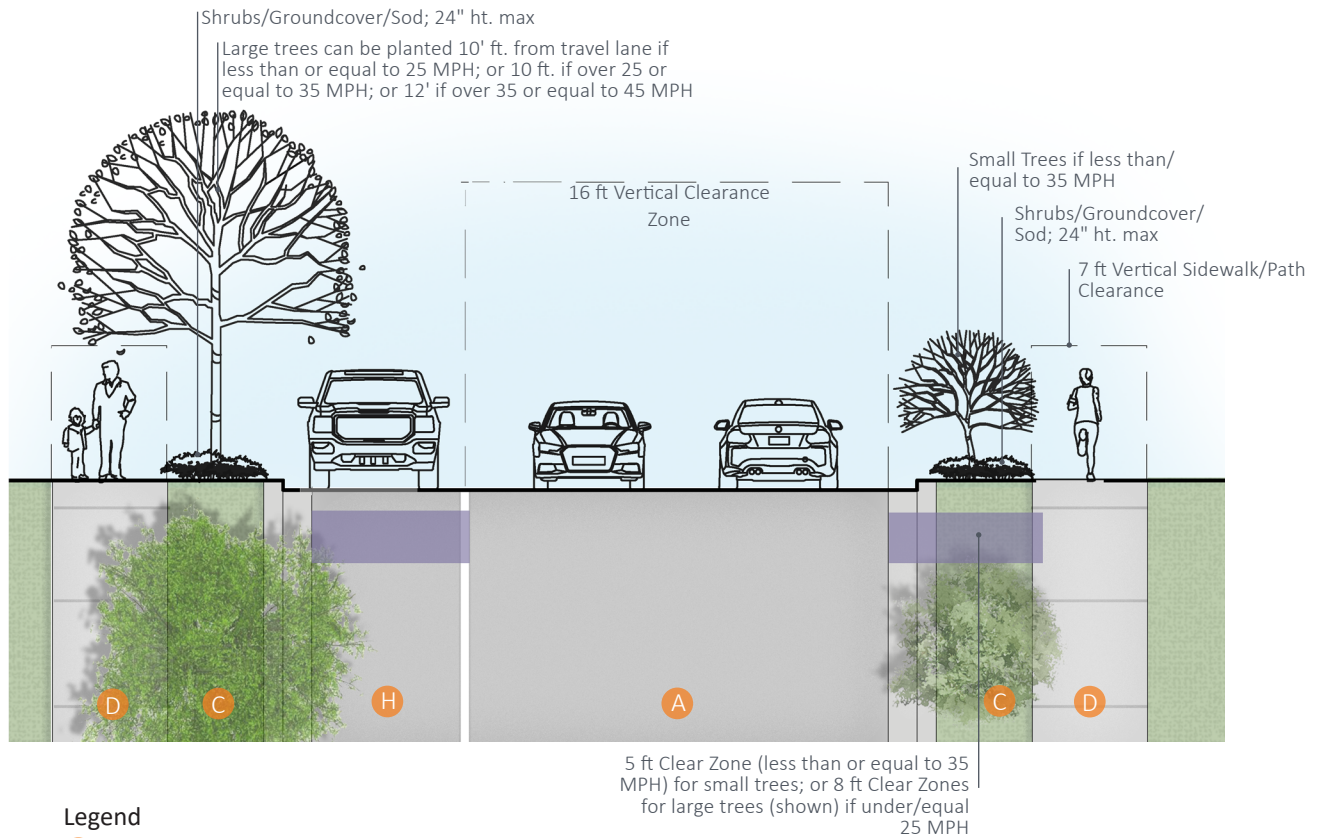 Shrubs/Groundcover/Sod; 24" ht. max
Large trees can be planted 10' ft. from travel lane if
less than or equal to 25 MPH; or 10 ft. if over 25 or
equal to 35 MPH; or 12' if over 35 or equal to 45 MPH
16 ft Vertical Clearance
Zone
Small Trees if less than/
equal to 35 MPH
Shrubs/Groundcover/
Sod; 24" ht. max
7 ft Vertical Sidewalk/Path
Clearance
D
C
H
A
C
D
5 ft Clear Zone (less than or equal to 35
MPH) for small trees; or 8 ft Clear Zones
for large trees (shown) if under/equal
25 MPH
Legend